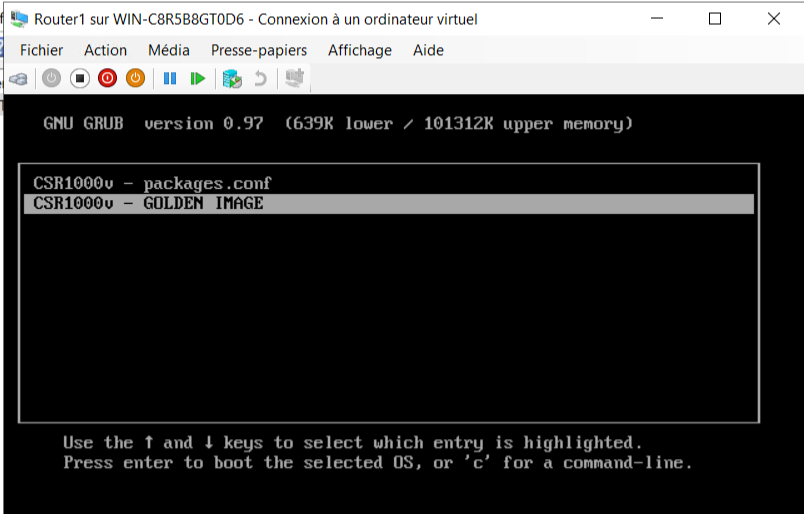 Router1 sur WIN-C8R5B8GT0D6 - Connexion à un ordinateur virtuel
Fichier Action Média Presse-papiers Affichage Aide
GNU GRUB version 0.97 (639K lower / 101312K upper memory)
CSR1000v - packages.conf
CSR1000v - GOLDEN IMAGE
Use the ↑ and ↓ keys to select which entry is highlighted.
Press enter to boot the selected OS, or 'c' for a command-line.